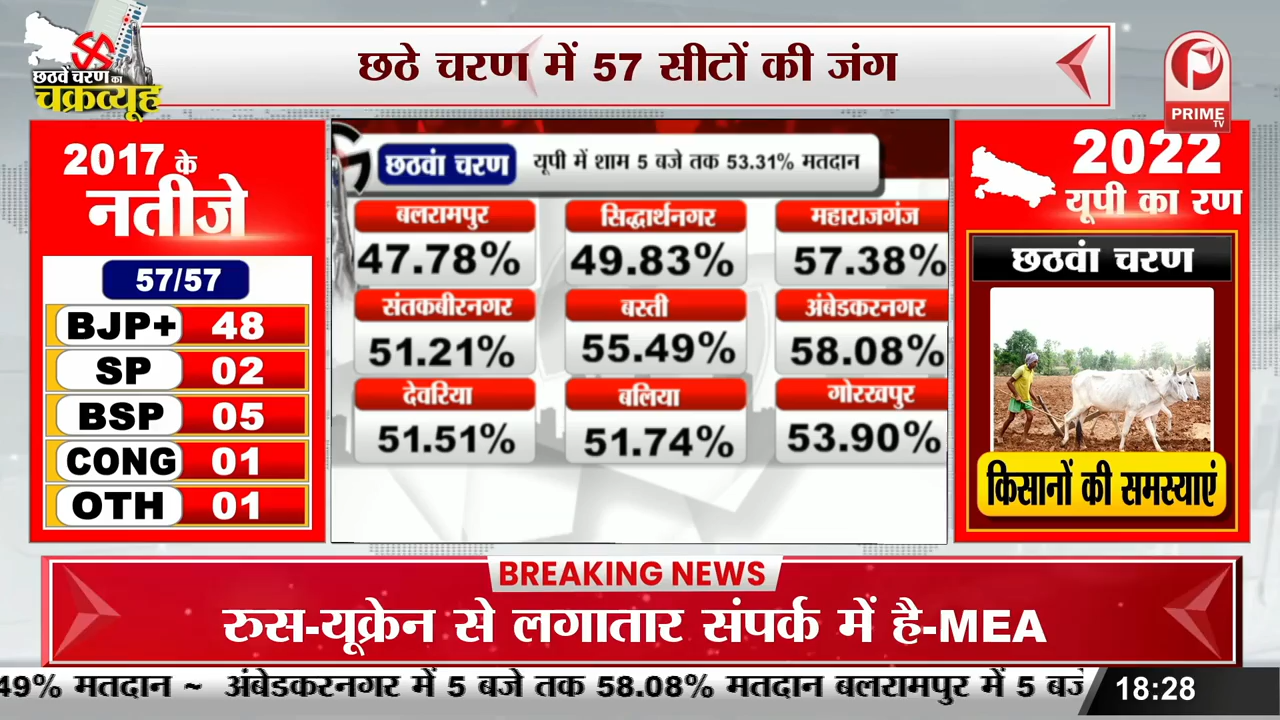 छठवें चरण का
चक्रव्यूह
छठे चरण में 57 सीटों की जंग
PRIME
TV
2017 के
नतीजे
57/57
BJP+ 48
SP 02
BSP 05
CONG 01
OTH 01
छठवां चरण यूपी में शाम 5 बजे तक 53.31% मतदान
बलरामपुर सिद्धार्थनगर महाराजगंज
47.78% 49.83% 57.38%
संतकबीरनगर बस्ती अंबेडकरनगर
51.21% 55.49% 58.08%
देवरिया बलिया गोरखपुर
51.51% 51.74% 53.90%
2022
यूपी का रण
छठवां चरण
किसानों की समस्याएं
BREAKING NEWS
रुस-यूक्रेन से लगातार संपर्क में है-MEA
49% मतदान ~ अंबेडकरनगर में 5 बजे तक 58.08% मतदान बलरामपुर में 5 बजे
18:28